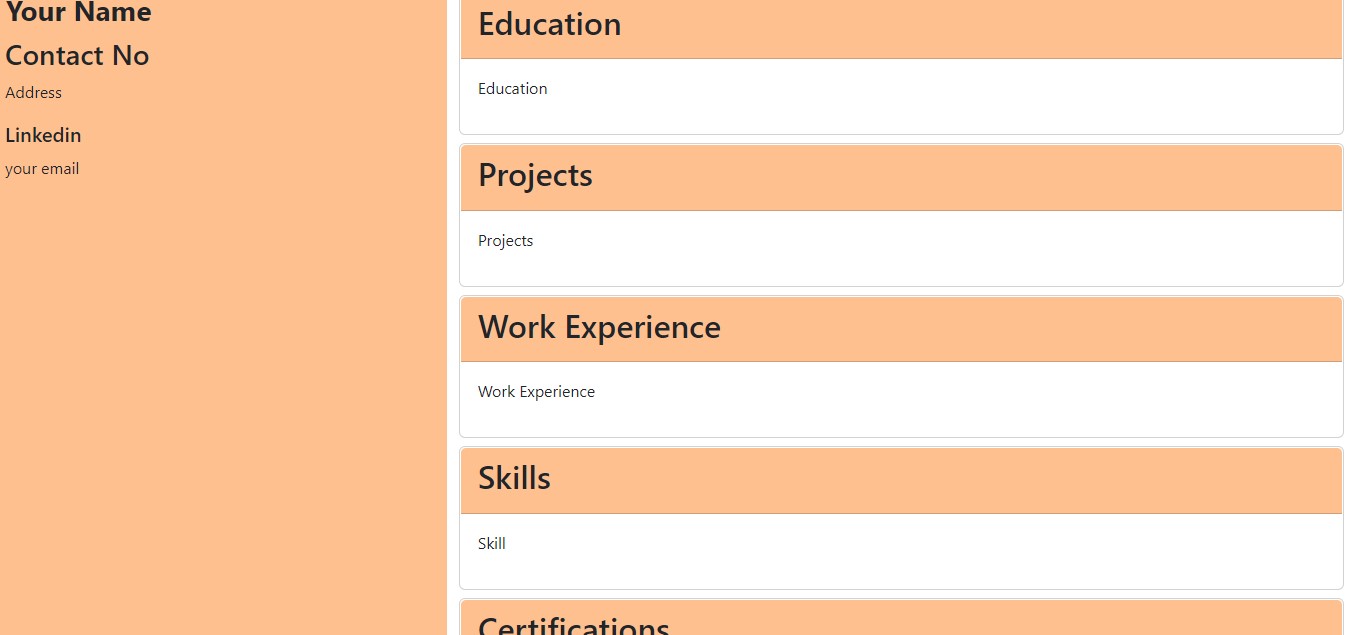 Your Name
Contact No
Address
Linkedin
your email
Education
Education
Projects
Projects
Work Experience
Work Experience
Skills
Skill
Certifications